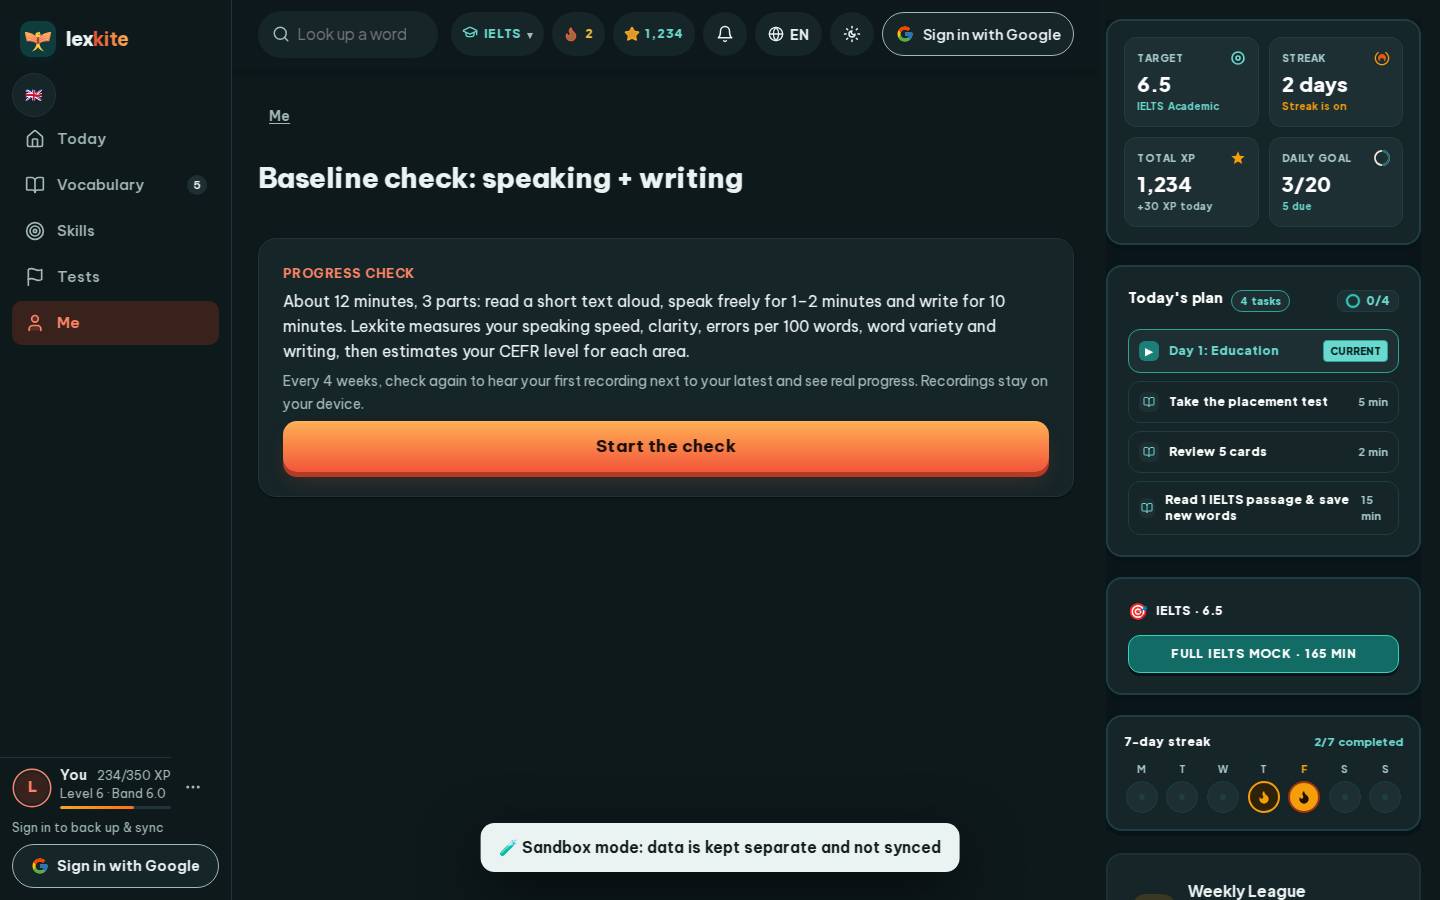 lexkite
Today
Vocabulary 5
Skills
Tests
Me
You 234/350 XP
Level 6 · Band 6.0
L
Sign in to back up & sync
Sign in with Google
Look up a word
IELTS ▾
2
1,234
EN
Sign in with Google
Me
Baseline check: speaking + writing
PROGRESS CHECK
About 12 minutes, 3 parts: read a short text aloud, speak freely for 1–2 minutes and write for 10
minutes. Lexkite measures your speaking speed, clarity, errors per 100 words, word variety and
writing, then estimates your CEFR level for each area.
Every 4 weeks, check again to hear your first recording next to your latest and see real progress. Recordings stay on
your device.
Start the check
🧪 Sandbox mode: data is kept separate and not synced
TARGET
6.5
IELTS Academic
STREAK
2 days
Streak is on
TOTAL XP
1,234
+30 XP today
DAILY GOAL
3/20
5 due
Today's plan 4 tasks 0/4
Day 1: Education CURRENT
Take the placement test 5 min
Review 5 cards 2 min
Read 1 IELTS passage & save 15
new words min
🎯 IELTS · 6.5
FULL IELTS MOCK · 165 MIN
7-day streak 2/7 completed
M T W T F S S
Weekly League